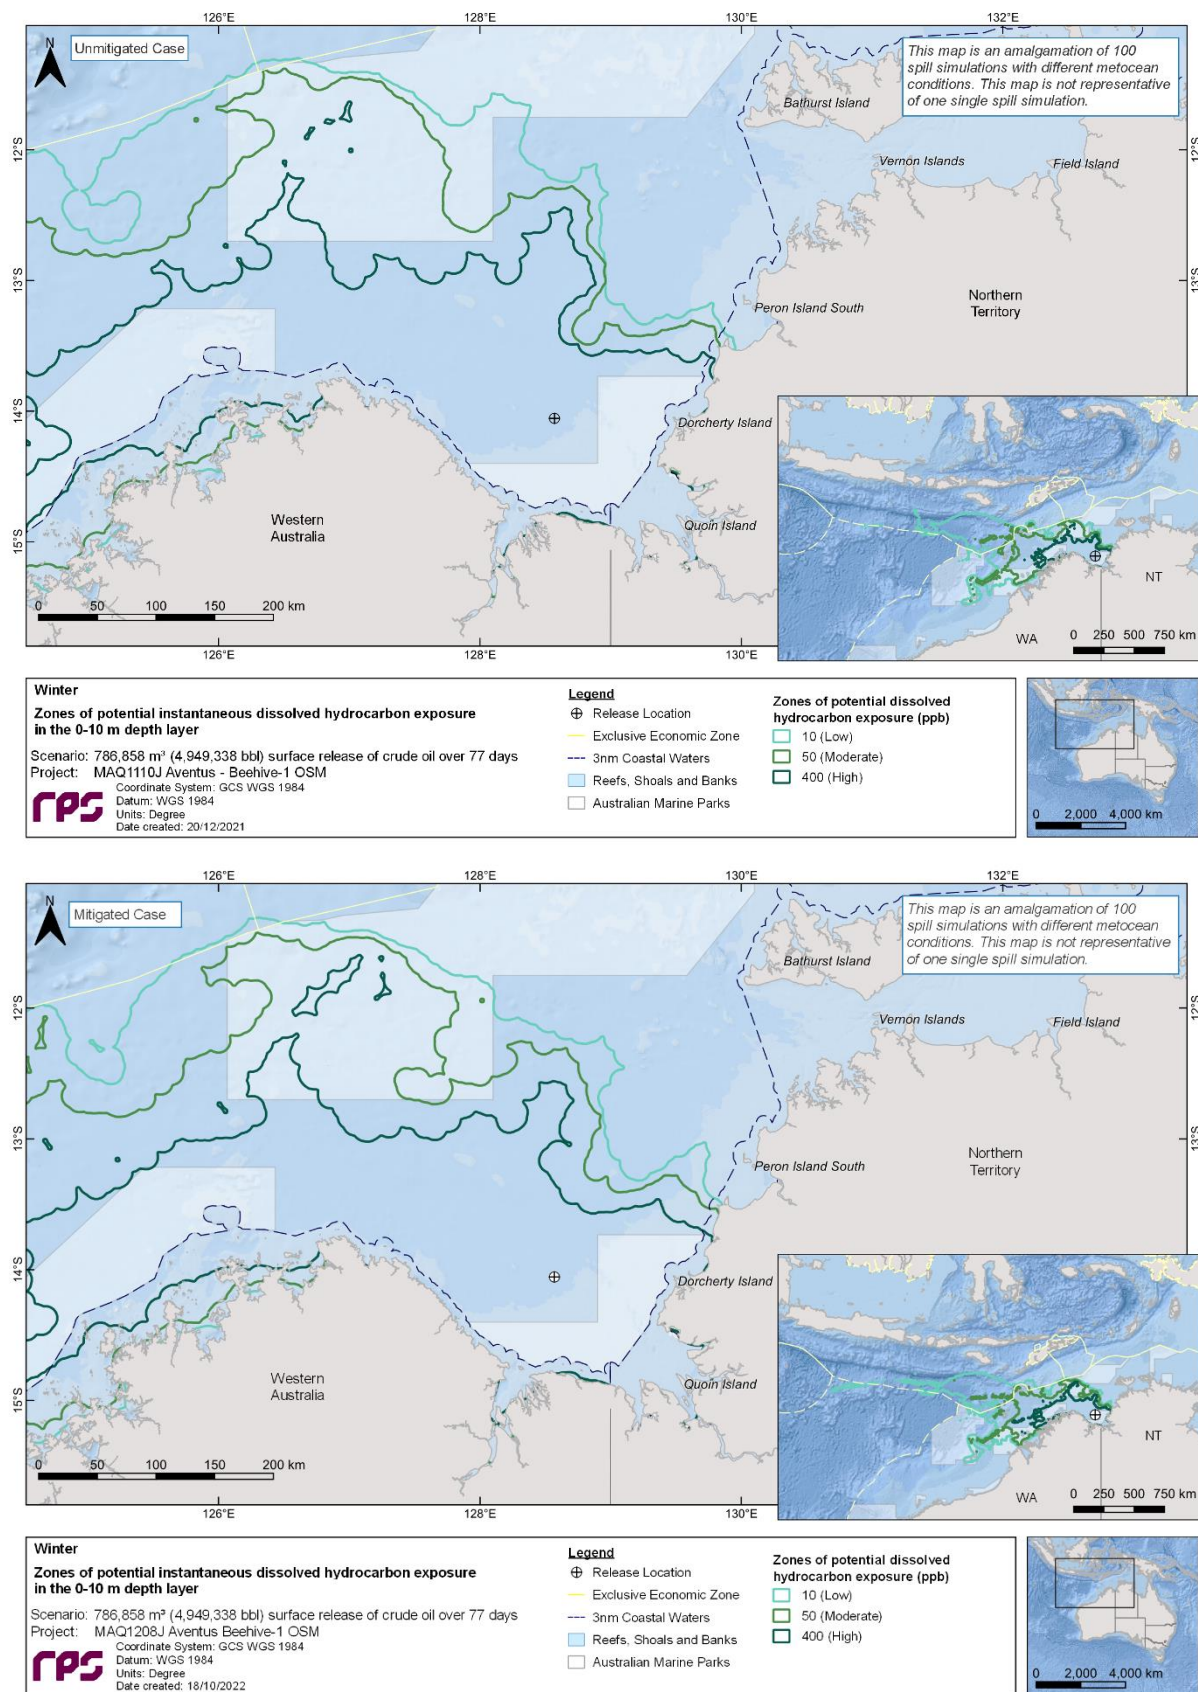 126°E 128°E 130°E 132°E
N
Unmitigated Case
This map is an amalgamation of 100
spill simulations with different metocean
conditions. This map is not representative
of one single spill simulation.
Bathurst Island
12°S
Vernon Islands
Field Island
12°S
13°S
Peron Island South
Northern
Territory
13°S
14°S
Dorcherty Island
Western
Australia
Quoin Island
15°S
0 50 100 150 200 km
NT
WA
0 250 500 750 km
126°E 128°E 130°E
Winter
Zones of potential instantaneous dissolved hydrocarbon exposure
in the 0-10 m depth layer
Scenario: 786,858 m³ (4,949,338 bbl) surface release of crude oil over 77 days
Project: MAQ1110J Aventus - Beehive-1 OSM
rps
Coordinate System: GCS WGS 1984
Datum: WGS 1984
Units: Degree
Date created: 20/12/2021
Legend
Release Location
Exclusive Economic Zone
3nm Coastal Waters
Reefs, Shoals and Banks
Australian Marine Parks
Zones of potential dissolved
hydrocarbon exposure (ppb)
10 (Low)
50 (Moderate)
400 (High)
0 2,000 4,000 km
126°E 128°E 130°E 132°E
N
Mitigated Case
This map is an amalgamation of 100
spill simulations with different metocean
conditions. This map is not representative
of one single spill simulation.
Bathurst Island
12°S
Vernon Islands
Field Island
12°S
13°S
Peron Island South
Northern
Territory
13°S
14°S
Dorcherty Island
Western
Australia
Quoin Island
15°S
0 50 100 150 200 km
NT
WA
0 250 500 750 km
126°E 128°E 130°E
Winter
Zones of potential instantaneous dissolved hydrocarbon exposure
in the 0-10 m depth layer
Scenario: 786,858 m³ (4,949,338 bbl) surface release of crude oil over 77 days
Project: MAQ1208J Aventus Beehive-1 OSM
rps
Coordinate System: GCS WGS 1984
Datum: WGS 1984
Units: Degree
Date created: 18/10/2022
Legend
Release Location
Exclusive Economic Zone
3nm Coastal Waters
Reefs, Shoals and Banks
Australian Marine Parks
Zones of potential dissolved
hydrocarbon exposure (ppb)
10 (Low)
50 (Moderate)
400 (High)
0 2,000 4,000 km